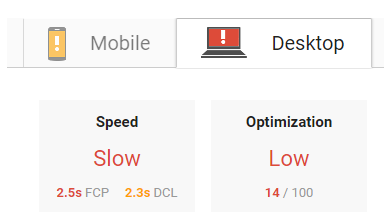 Mobile Desktop
Speed Optimization
Slow Low
2.5s FCP 2.3s DCL 14 / 100